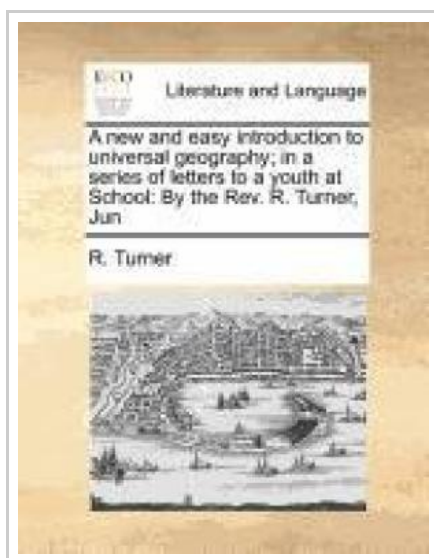 ECCO
Literature and Language
A new and easy introduction to
universal geography; in a
series of letters to a youth at
School: By the Rev. R. Turner,
Jun
R. Turner